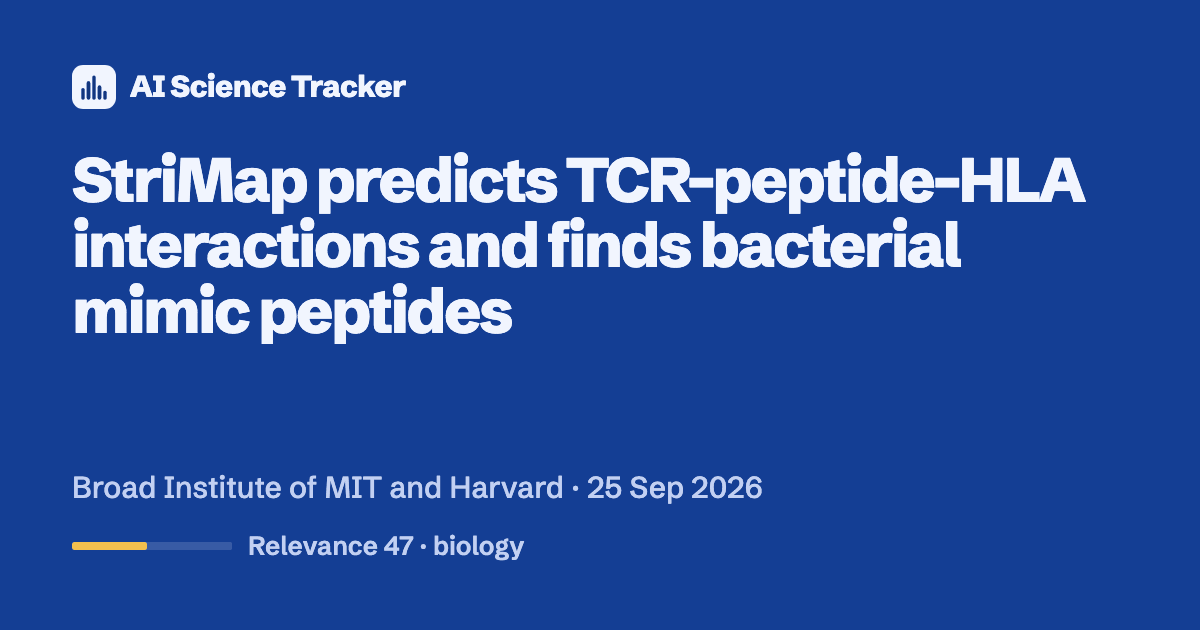 AI Science Tracker
StriMap predicts TCR-peptide-HLA
interactions and finds bacterial
mimic peptides
Broad Institute of MIT and Harvard · 25 Sep 2026
Relevance 47 · biology